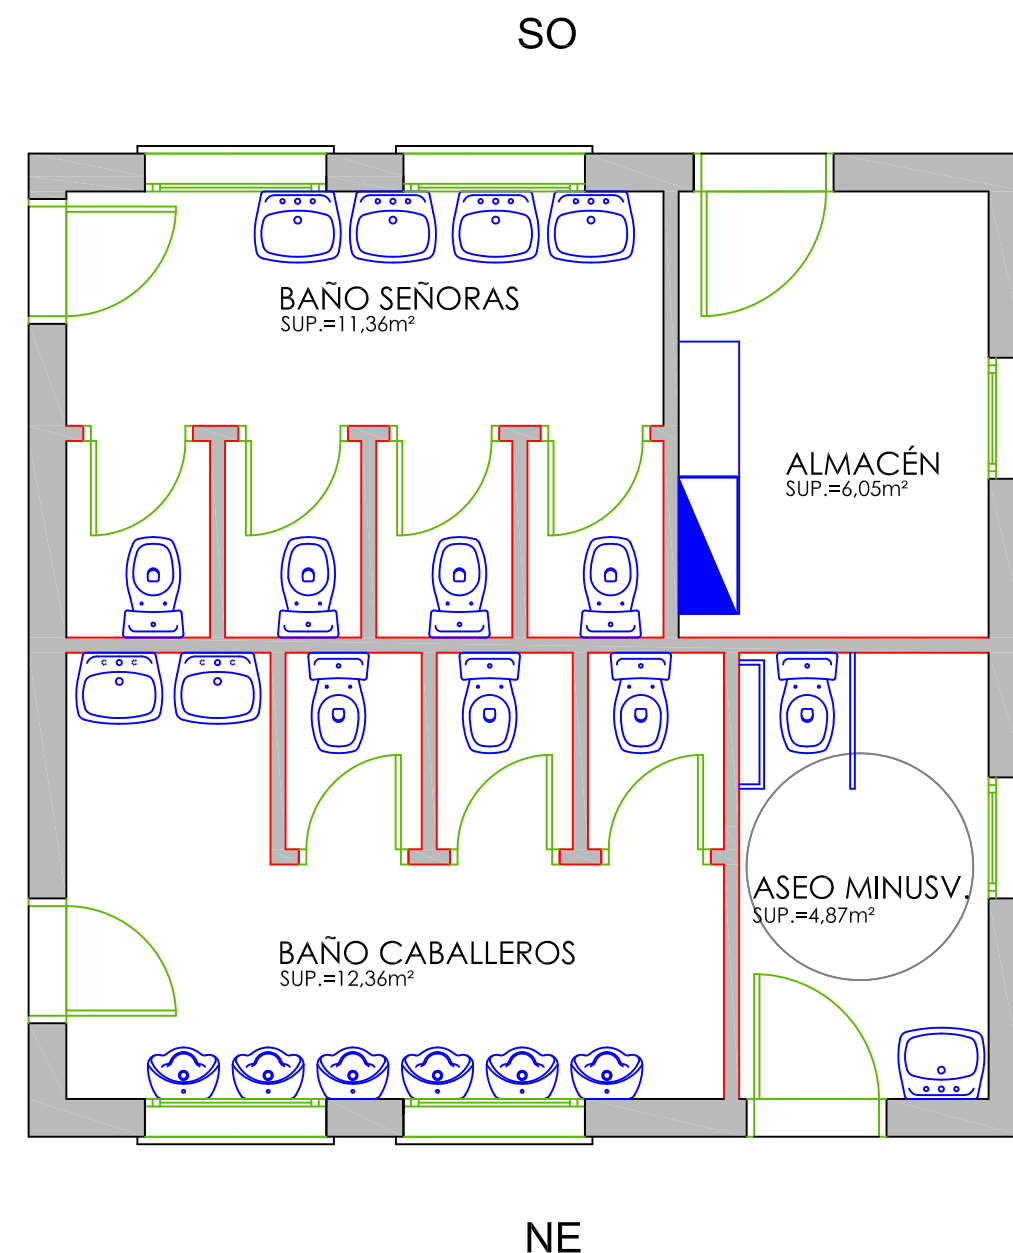 SO
BAÑO SEÑORAS
SUP.=11,36m²
ALMACÉN
SUP.=6,05m²
ASEO MINUSV.
SUP.=4,87m²
BAÑO CABALLEROS
SUP.=12,36m²
NE